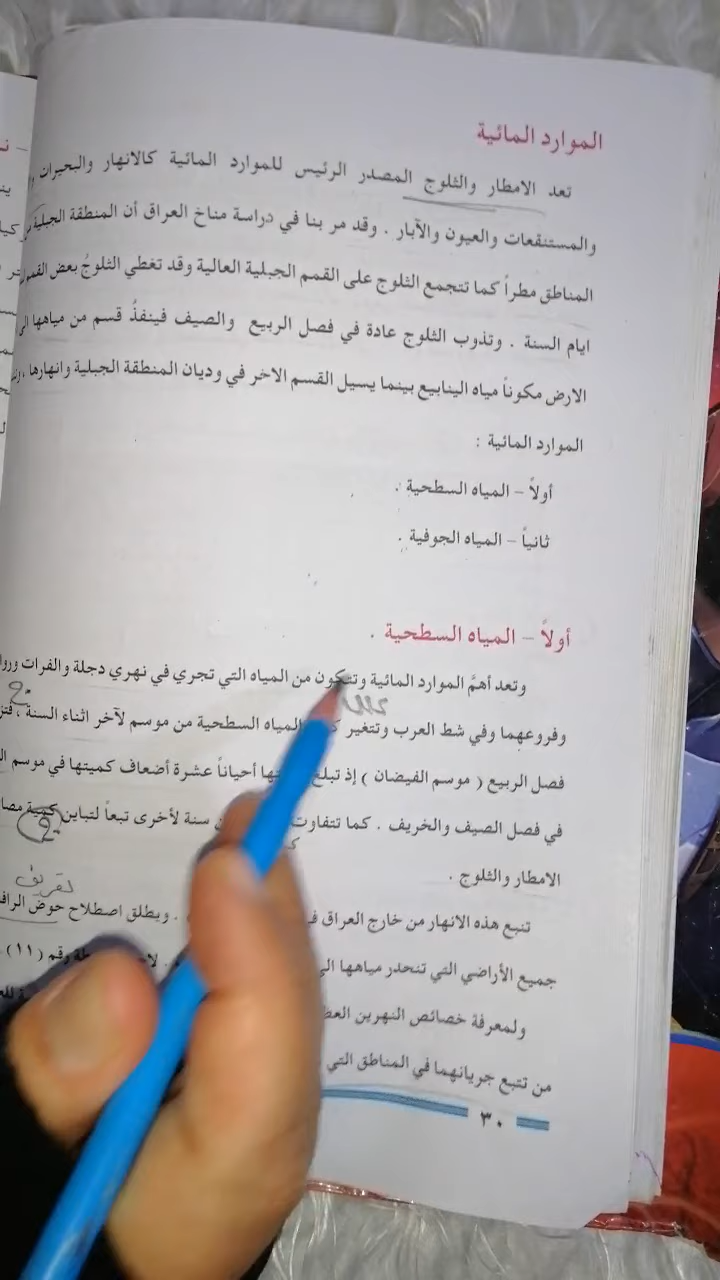 الموارد المائية
تعد الامطار والثلوج المصدر الرئيس للموارد المائية كالانهار والبحيرات
والمستنقعات والعيون والآبار . وقد مر بنا في دراسة مناخ العراق أن المنطقة الجبلية
المناطق مطراً كما تتجمع الثلوج على القمم الجبلية العالية وقد تغطي الثلوجُ بعض
ايام السنة . وتذوب الثلوج عادة في فصل الربيع والصيف فينفذُ قسم من مياهها
الارض مكوناً مياه الينابيع بينما يسيل القسم الاخر في وديان المنطقة الجبلية وانهارها ،
الموارد المائية :
أولاً – المياه السطحية .
ثانياً – المياه الجوفية .
أولاً – المياه السطحية .
وتعد أهمَّ الموارد المائية وتتكون من المياه التي تجري في نهري دجلة والفرات
وفروعهما وفي شط العرب وتتغير المياه السطحية من موسم لآخر اثناء السنة ،
فصل الربيع ( موسم الفيضان ) إذ تبلغ أحياناً عشرة أضعاف كميتها في موسم
في فصل الصيف والخريف . كما تتفاوت من سنة لأخرى تبعاً لتباين كمية
الامطار والثلوج .
تعريف
تنبع هذه الانهار من خارج العراق . ويطلق اصطلاح حوض
جميع الأراضي التي تنحدر مياهها رقم (١١) .
ولمعرفة خصائص النهرين
من تتبع جريانهما في المناطق التي
٣٠